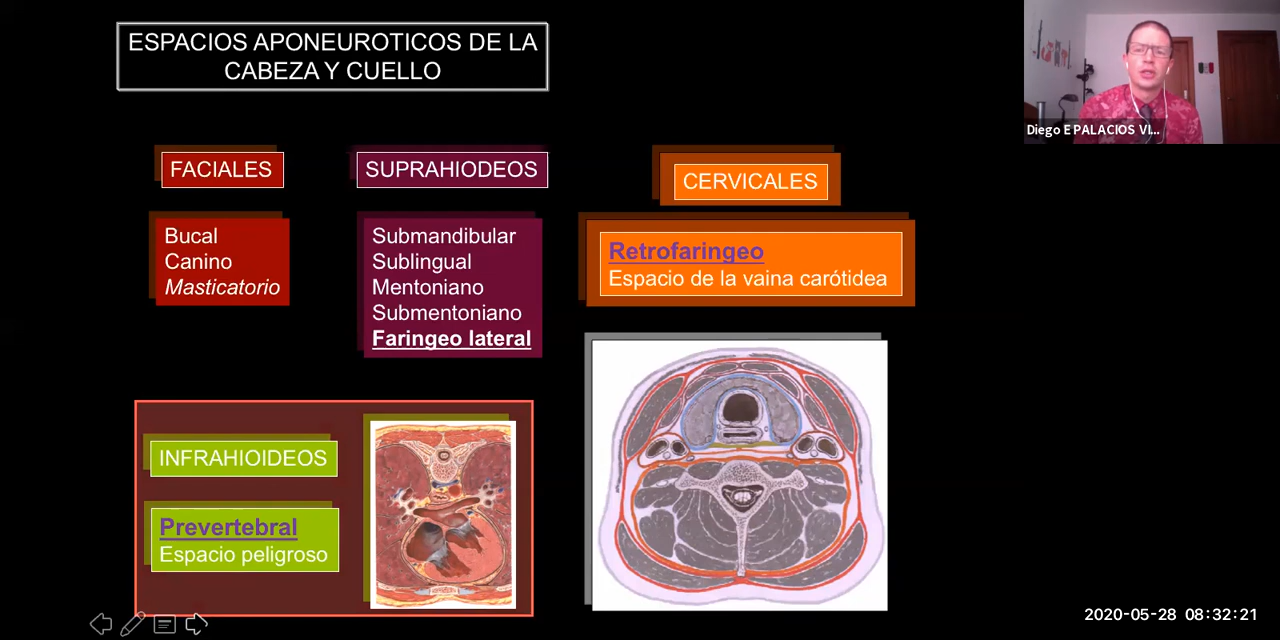 ESPACIOS APONEUROTICOS DE LA
CABEZA Y CUELLO
FACIALES
Bucal
Canino
Masticatorio
SUPRAHIODEOS
Submandibular
Sublingual
Mentoniano
Submentoniano
Faringeo lateral
CERVICALES
Retrofaringeo
Espacio de la vaina carótidea
INFRAHIOIDEOS
Prevertebral
Espacio peligroso
Diego E PALACIOS VI...
2020-05-28 08:32:21